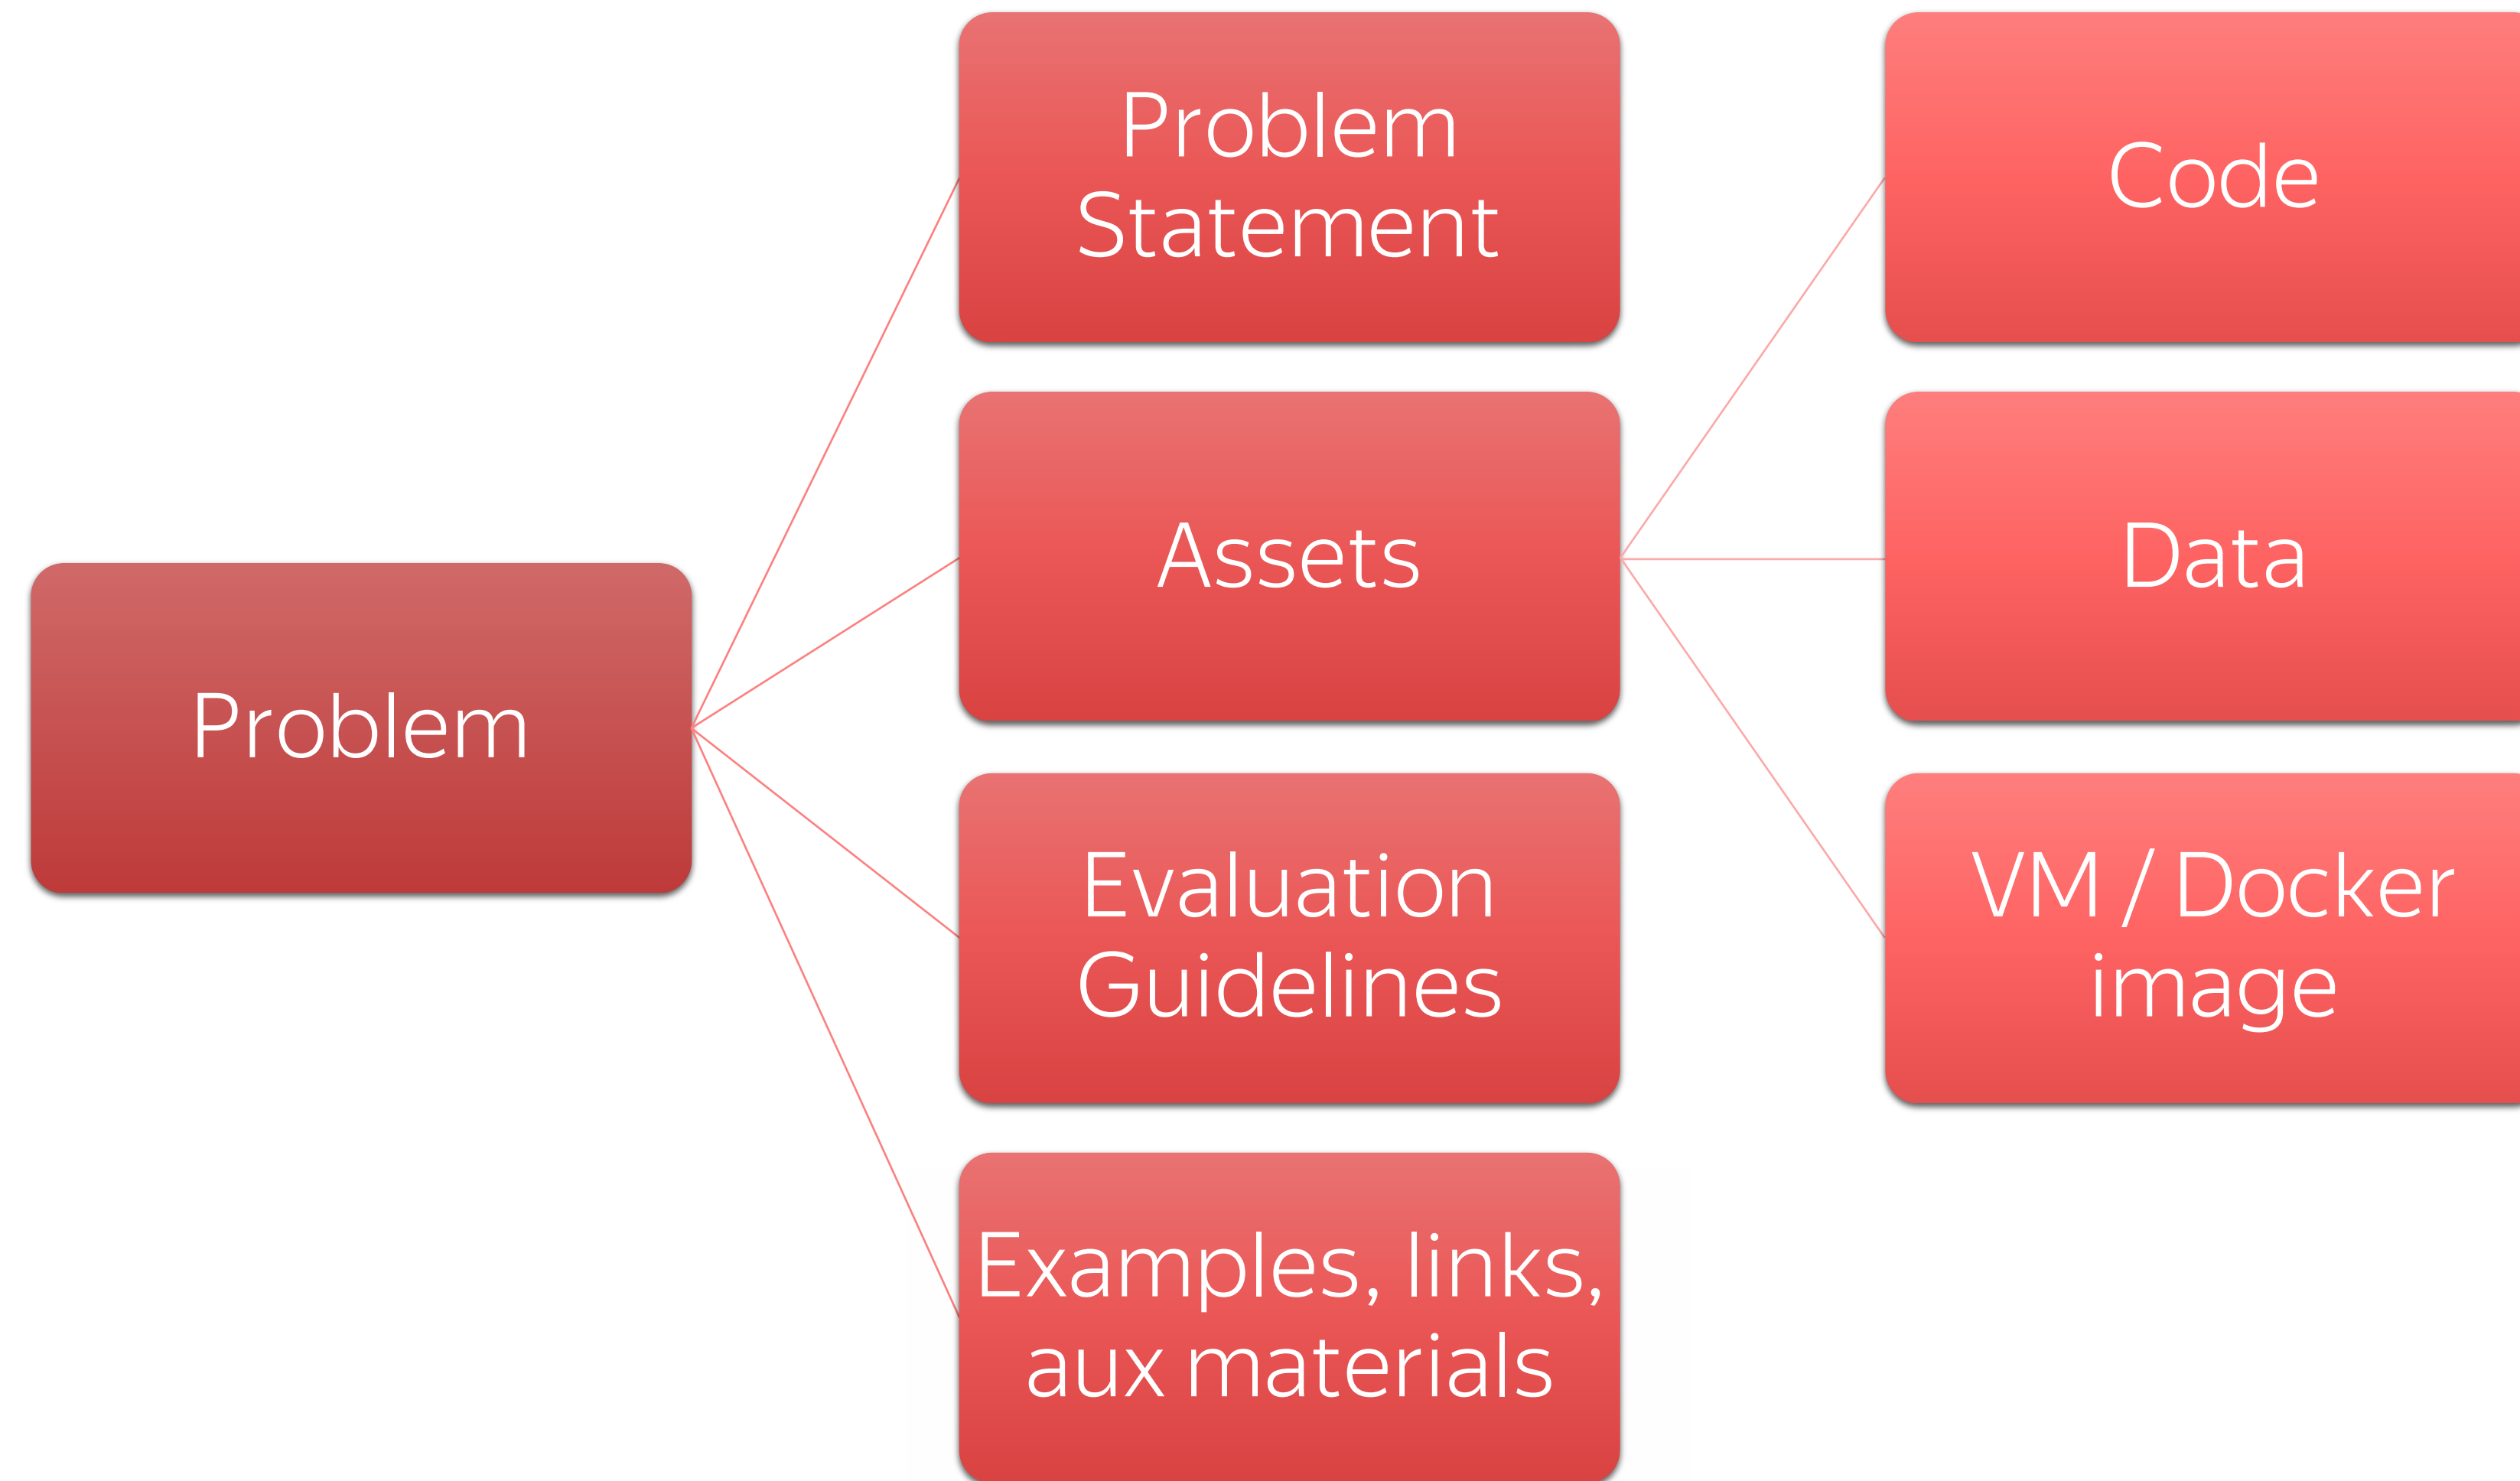 Problem
Problem
Statement
Assets
Evaluation
Guidelines
Examples, links,
aux materials
Code
Data
VM / Docker
image